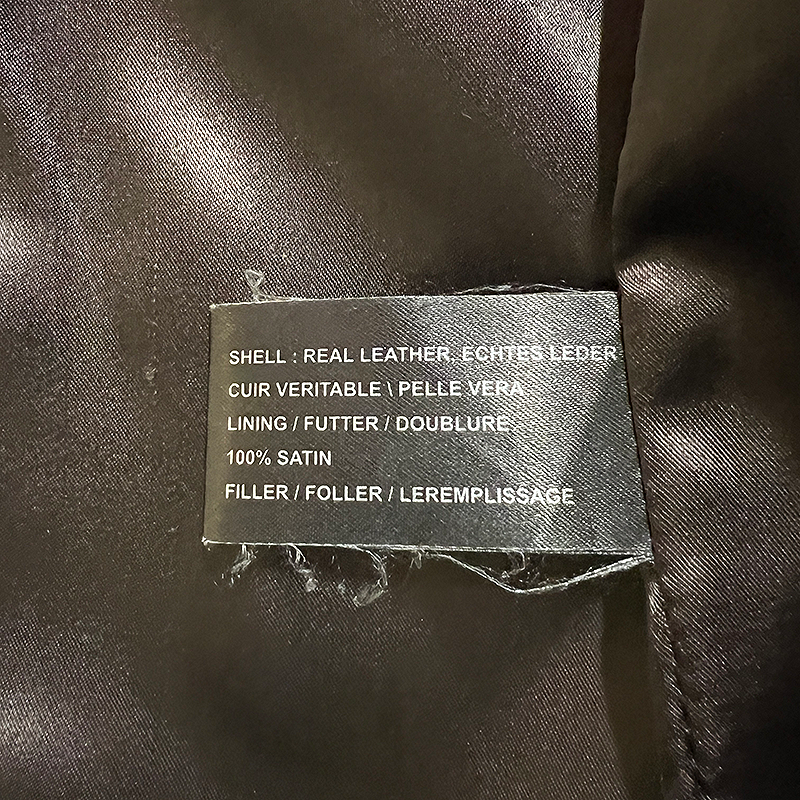 SHELL : REAL LEATHER, ECHTES LEDER
CUIR VERITABLE \ PELLE VERA
LINING / FUTTER / DOUBLURE
100% SATIN
FILLER / FOLLER / LEREMPLISSAGE